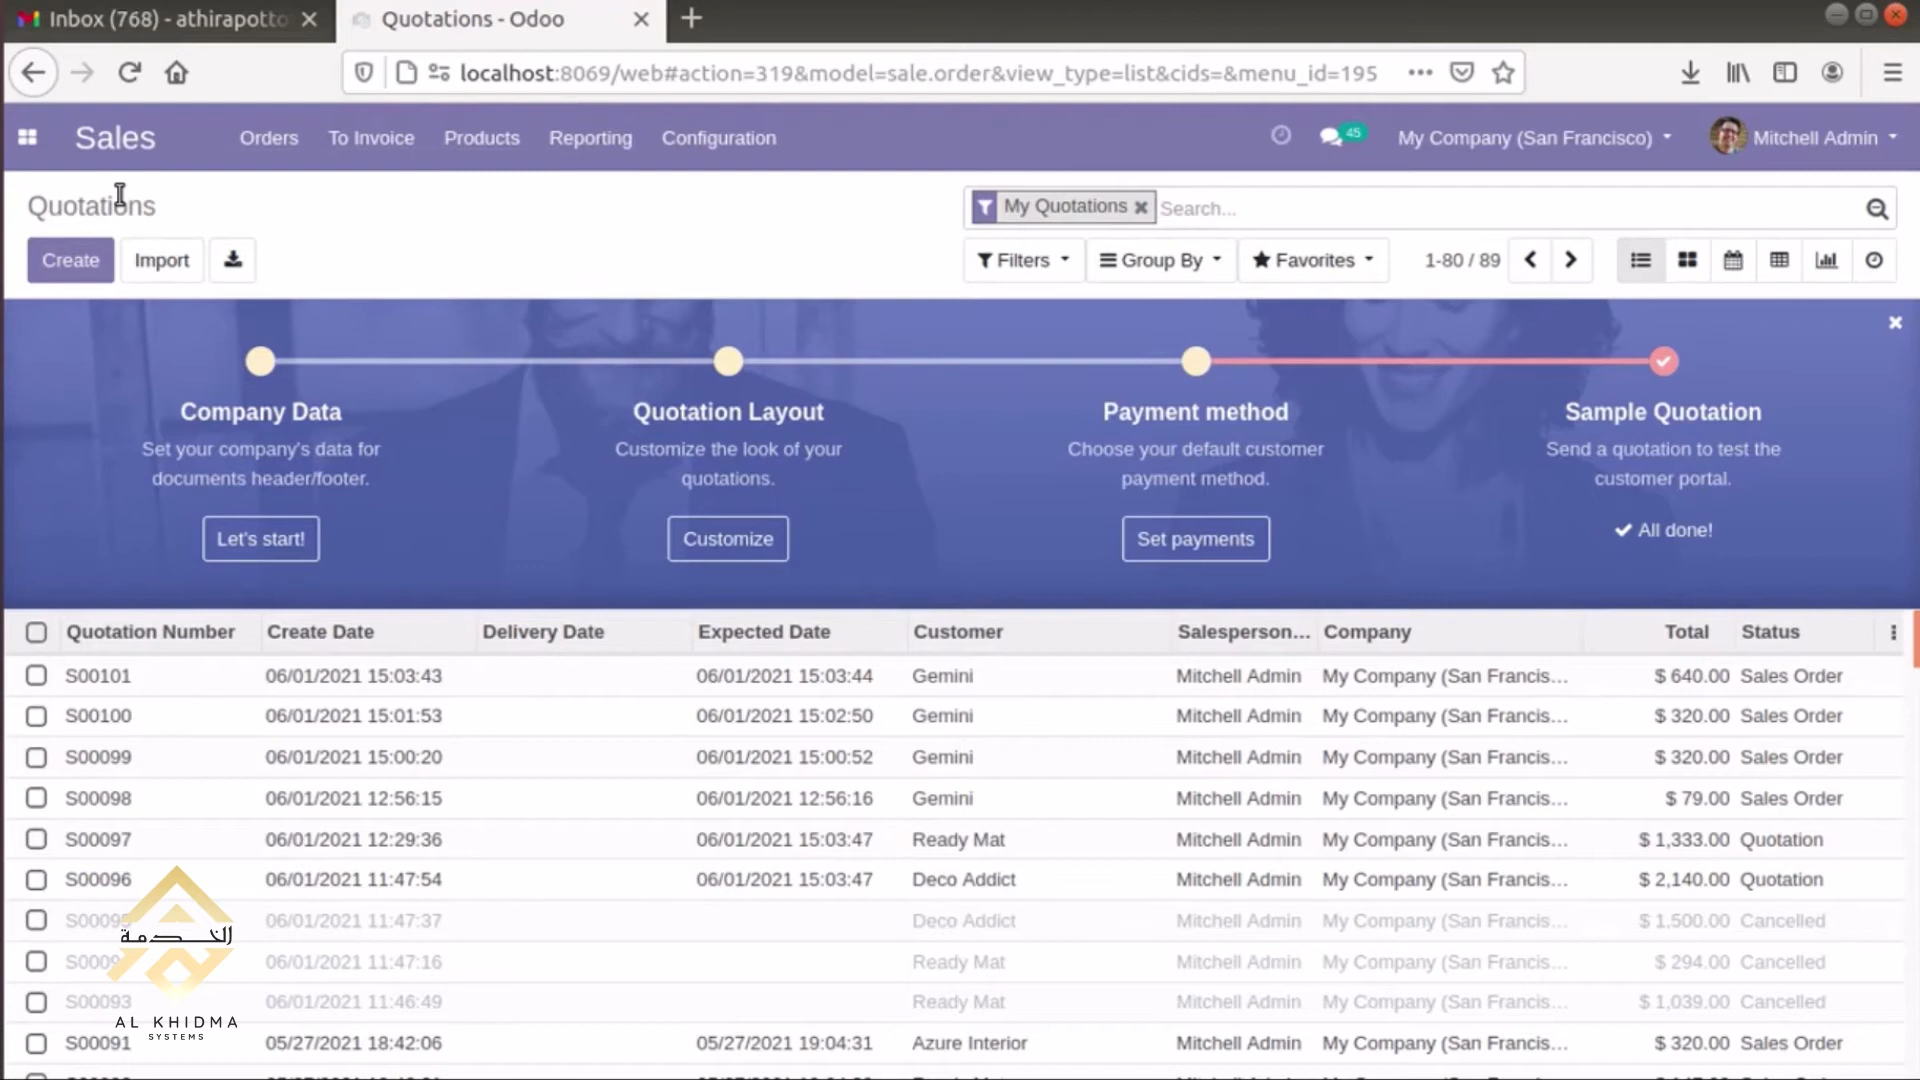 Inbox (768) - athirapotto
Quotations - Odoo
localhost:8069/web#action=319&model=sale.order&view_type=list&cids=&menu_id=195
Sales Orders To Invoice Products Reporting Configuration 45 My Company (San Francisco) Mitchell Admin
Quotations
My Quotations Search...
Create Import Filters Group By Favorites 1-80 / 89
Company Data Quotation Layout Payment method Sample Quotation
Set your company's data for Customize the look of your Choose your default customer Send a quotation to test the
documents header/footer. quotations. payment method. customer portal.
Let's start! Customize Set payments All done!
Quotation Number Create Date Delivery Date Expected Date Customer Salesperson... Company Total Status
S00101 06/01/2021 15:03:43 06/01/2021 15:03:44 Gemini Mitchell Admin My Company (San Francis... $ 640.00 Sales Order
S00100 06/01/2021 15:01:53 06/01/2021 15:02:50 Gemini Mitchell Admin My Company (San Francis... $ 320.00 Sales Order
S00099 06/01/2021 15:00:20 06/01/2021 15:00:52 Gemini Mitchell Admin My Company (San Francis... $ 320.00 Sales Order
S00098 06/01/2021 12:56:15 06/01/2021 12:56:16 Gemini Mitchell Admin My Company (San Francis... $ 79.00 Sales Order
S00097 06/01/2021 12:29:36 06/01/2021 15:03:47 Ready Mat Mitchell Admin My Company (San Francis... $ 1,333.00 Quotation
S00096 06/01/2021 11:47:54 06/01/2021 15:03:47 Deco Addict Mitchell Admin My Company (San Francis... $ 2,140.00 Quotation
06/01/2021 11:47:37 Deco Addict Mitchell Admin My Company (San Francis... $ 1,500.00 Cancelled
الخدمة
06/01/2021 11:47:16 Ready Mat Mitchell Admin My Company (San Francis... $ 294.00 Cancelled
S00093 06/01/2021 11:46:49 Ready Mat Mitchell Admin My Company (San Francis... $ 1,039.00 Cancelled
AL KHIDMA
SYSTEMS
S00091 05/27/2021 18:42:06 05/27/2021 19:04:31 Azure Interior Mitchell Admin My Company (San Francis... $ 320.00 Sales Order